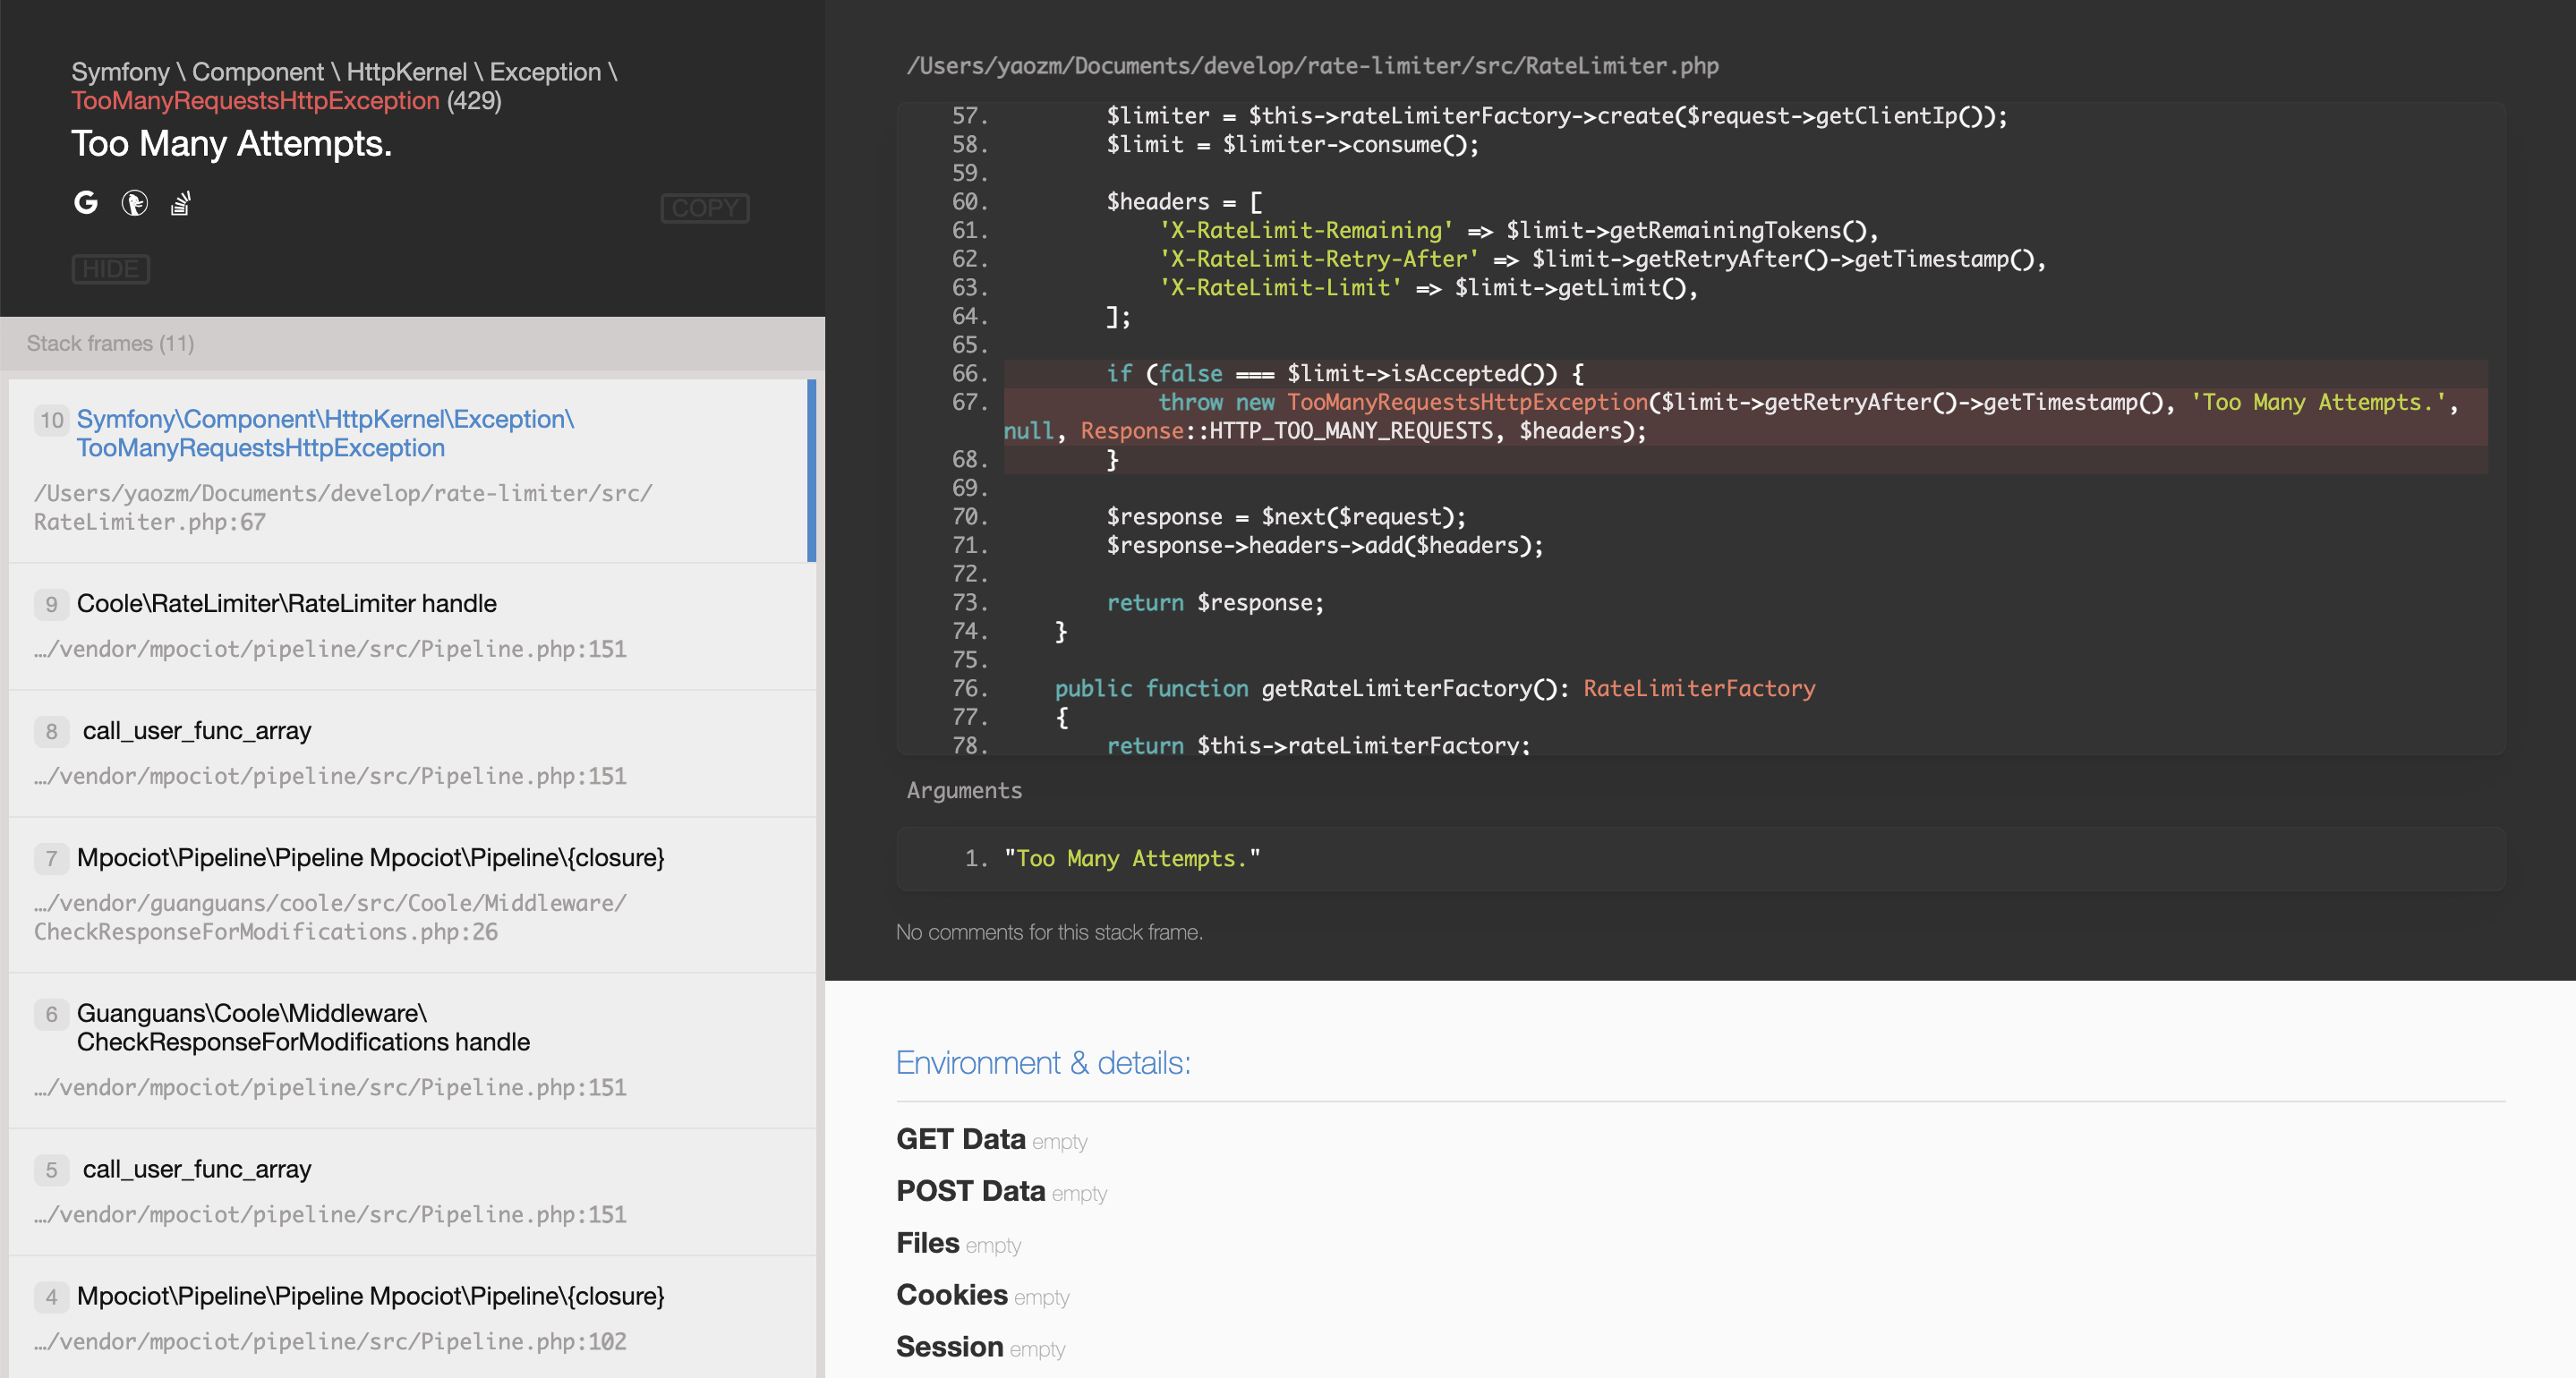 Symfony \ Component \ HttpKernel \ Exception \
TooManyRequestsHttpException (429)
Too Many Attempts.
COPY
HIDE
Stack frames (11)
10 Symfony\Component\HttpKernel\Exception\
TooManyRequestsHttpException
/Users/yaozm/Documents/develop/rate-limiter/src/
RateLimiter.php:67
9 Coole\RateLimiter\RateLimiter handle
…/vendor/mpociot/pipeline/src/Pipeline.php:151
8 call_user_func_array
…/vendor/mpociot/pipeline/src/Pipeline.php:151
7 Mpociot\Pipeline\Pipeline Mpociot\Pipeline\{closure}
…/vendor/guanguans/coole/src/Coole/Middleware/
CheckResponseForModifications.php:26
6 Guanguans\Coole\Middleware\
CheckResponseForModifications handle
…/vendor/mpociot/pipeline/src/Pipeline.php:151
5 call_user_func_array
…/vendor/mpociot/pipeline/src/Pipeline.php:151
4 Mpociot\Pipeline\Pipeline Mpociot\Pipeline\{closure}
…/vendor/mpociot/pipeline/src/Pipeline.php:102
/Users/yaozm/Documents/develop/rate-limiter/src/RateLimiter.php
57. $limiter = $this->rateLimiterFactory->create($request->getClientIp());
58. $limit = $limiter->consume();
59.
60. $headers = [
61. 'X-RateLimit-Remaining' => $limit->getRemainingTokens(),
62. 'X-RateLimit-Retry-After' => $limit->getRetryAfter()->getTimestamp(),
63. 'X-RateLimit-Limit' => $limit->getLimit(),
64. ];
65.
66. if (false === $limit->isAccepted()) {
67. throw new TooManyRequestsHttpException($limit->getRetryAfter()->getTimestamp(), 'Too Many Attempts.',
null, Response::HTTP_TOO_MANY_REQUESTS, $headers);
68. }
69.
70. $response = $next($request);
71. $response->headers->add($headers);
72.
73. return $response;
74. }
75.
76. public function getRateLimiterFactory(): RateLimiterFactory
77. {
78. return $this->rateLimiterFactory;
Arguments
1. "Too Many Attempts."
No comments for this stack frame.
Environment & details:
GET Data empty
POST Data empty
Files empty
Cookies empty
Session empty